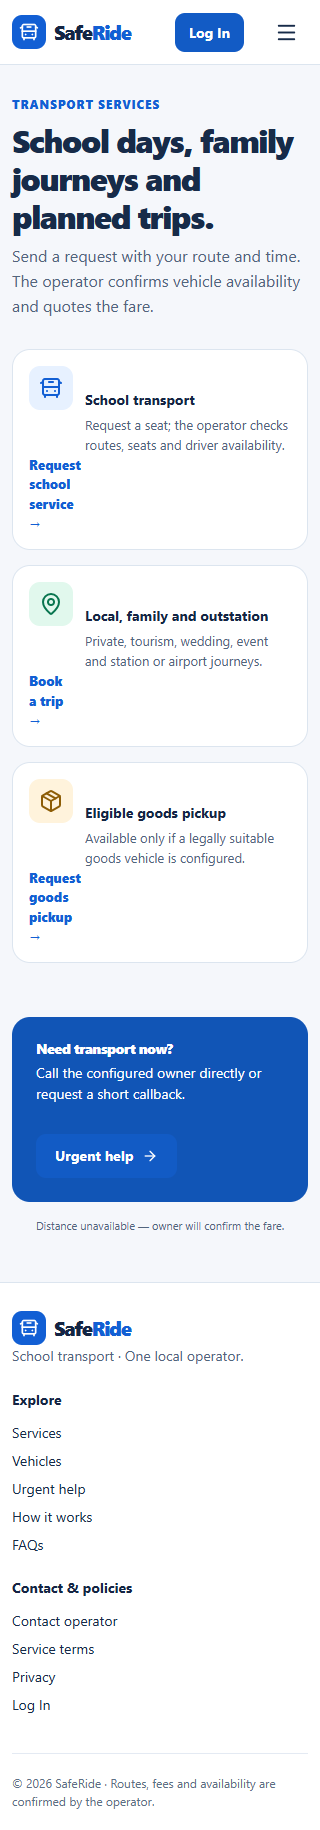 SafeRide
Log In
TRANSPORT SERVICES
School days, family
journeys and
planned trips.
Send a request with your route and time.
The operator confirms vehicle availability
and quotes the fare.
School transport
Request a seat; the operator checks
routes, seats and driver availability.
Request
school
service
→
Local, family and outstation
Private, tourism, wedding, event
and station or airport journeys.
Book
a trip
→
Eligible goods pickup
Available only if a legally suitable
goods vehicle is configured.
Request
goods
pickup
→
Need transport now?
Call the configured owner directly or
request a short callback.
Urgent help →
Distance unavailable — owner will confirm the fare.
SafeRide
School transport · One local operator.
Explore
Services
Vehicles
Urgent help
How it works
FAQs
Contact & policies
Contact operator
Service terms
Privacy
Log In
© 2026 SafeRide · Routes, fees and availability are
confirmed by the operator.